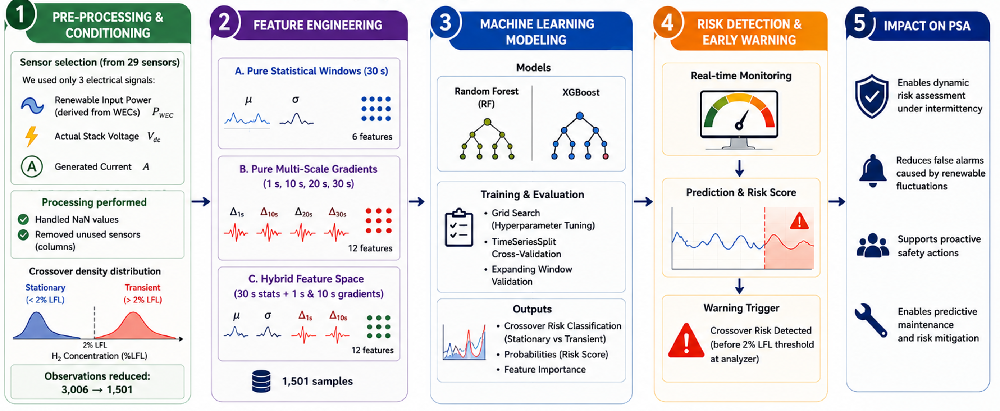 1
PRE-PROCESSING &
CONDITIONING
Sensor selection (from 29 sensors)
We used only 3 electrical signals:
Renewable Input Power
(derived from WECs) P_WEC
Actual Stack Voltage V_dc
A
Generated Current A
Processing performed
Handled NaN values
Removed unused sensors
(columns)
Crossover density distribution
Stationary
(< 2% LFL)
Transient
(> 2% LFL)
2% LFL
H₂ Concentration (%LFL)
Observations reduced:
3,006 → 1,501
2
FEATURE ENGINEERING
A. Pure Statistical Windows (30 s)
μ σ
6 features
B. Pure Multi-Scale Gradients
(1 s, 10 s, 20 s, 30 s)
Δ1s Δ10s Δ20s Δ30s
12 features
C. Hybrid Feature Space
(30 s stats + 1 s & 10 s gradients)
μ σ Δ1s Δ10s
12 features
1,501 samples
3
MACHINE LEARNING
MODELING
Models
Random Forest
(RF)
XGBoost
Training & Evaluation
• Grid Search
(Hyperparameter Tuning)
• TimeSeriesSplit
Cross-Validation
• Expanding Window
Validation
Outputs
• Crossover Risk Classification
(Stationary vs Transient)
• Probabilities (Risk Score)
• Feature Importance
4
RISK DETECTION &
EARLY WARNING
Real-time Monitoring
Prediction & Risk Score
!
Warning Trigger
!
Crossover Risk Detected
(before 2% LFL threshold
at analyzer)
5
IMPACT ON PSA
Enables dynamic
risk assessment
under intermittency
Reduces false alarms
caused by renewable
fluctuations
Supports proactive
safety actions
Enables predictive
maintenance
and risk mitigation